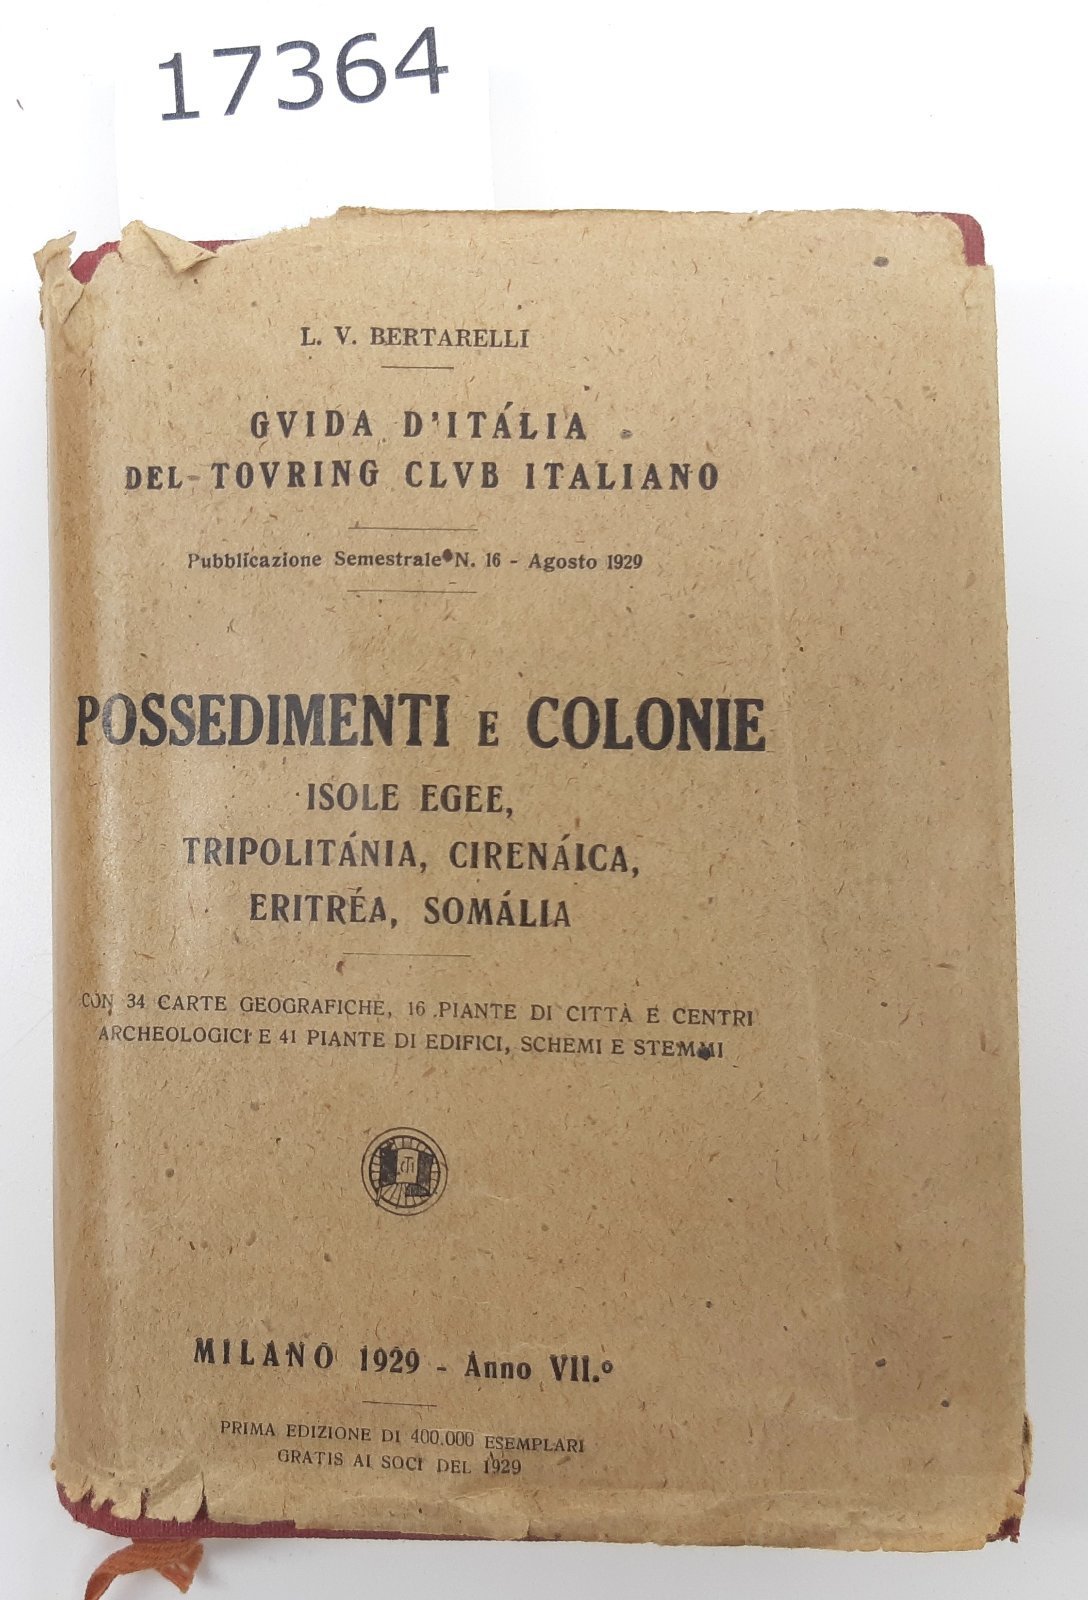 17364
L. V. BERTARELLI
GVIDA D'ITÁLIA
DEL TOVRING CLVB ITALIANO
Pubblicazione Semestrale N. 16 - Agosto 1929
POSSEDIMENTI E COLONIE
ISOLE EGEE,
TRIPOLITÁNIA, CIRENÁICA,
ERITRÉA, SOMÁLIA
CON 34 CARTE GEOGRAFICHE, 16 PIANTE DI CITTÀ E CENTRI
ARCHEOLOGICI E 41 PIANTE DI EDIFICI, SCHEMI E STEMMI
MILANO 1929 - Anno VII.º
PRIMA EDIZIONE DI 400.000 ESEMPLARI
GRATIS AI SOCI DEL 1929